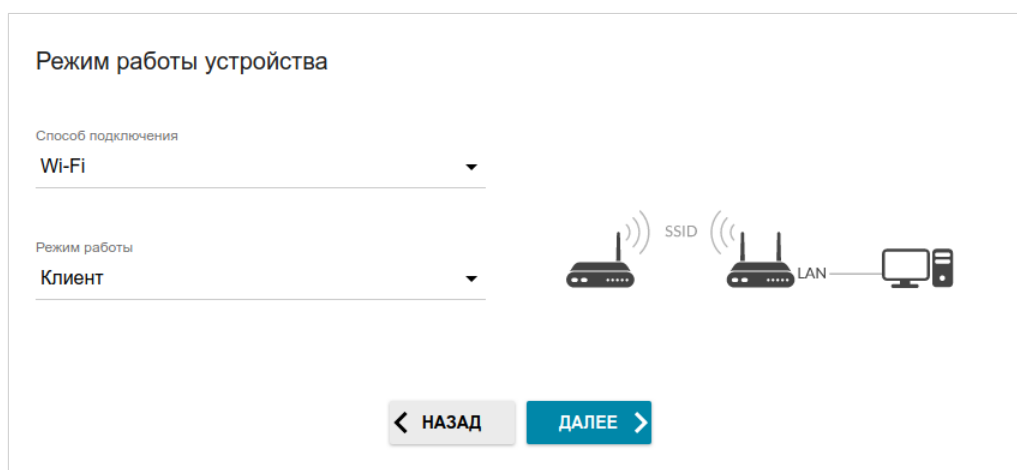 Режим работы устройства
Способ подключения
Wi-Fi
Режим работы
Клиент
SSID
LAN
НАЗАД
ДАЛЕЕ